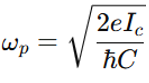 ω_p = √(2eI_c / ħC)